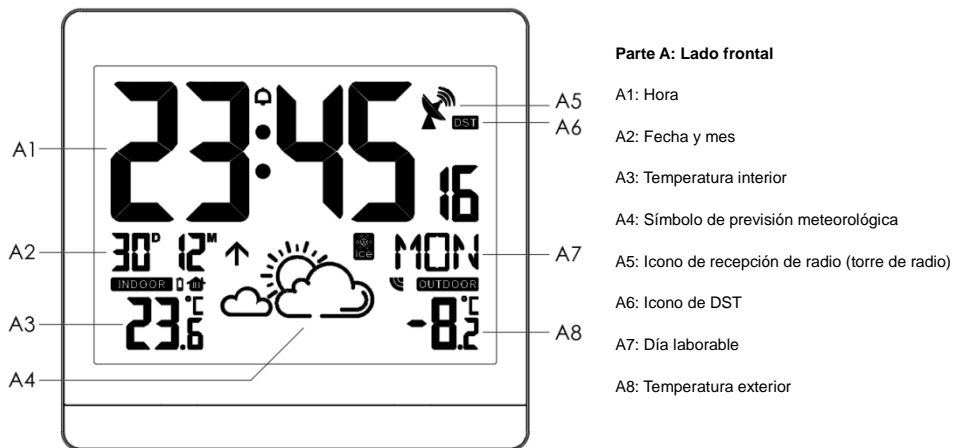 Parte A: Lado frontal
A1: Hora
A2: Fecha y mes
A3: Temperatura interior
A4: Símbolo de previsión meteorológica
A5: Icono de recepción de radio (torre de radio)
A6: Icono de DST
A7: Día laborable
A8: Temperatura exterior
A1
A2
A3
A4
A5
A6
A7
A8
23:45
DST
16
30D 12M
ice
MON
INDOOR
OUTDOOR
23.6°C
-8.2°C